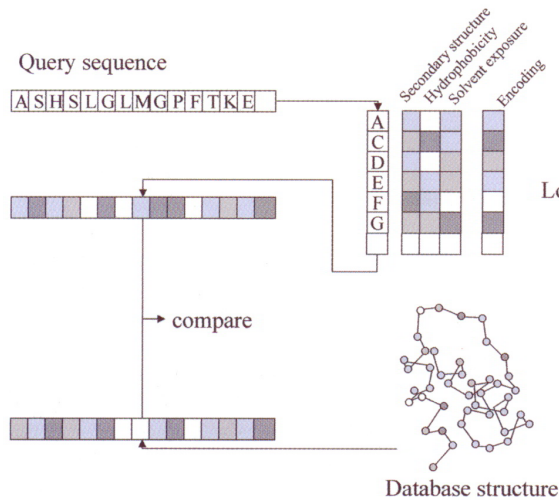 Query sequence
A S H S L G L M G P F T K E
Secondary structure
Hydrophobicity
Solvent exposure
Encoding
A
C
D
E
F
G
compare
Database structure